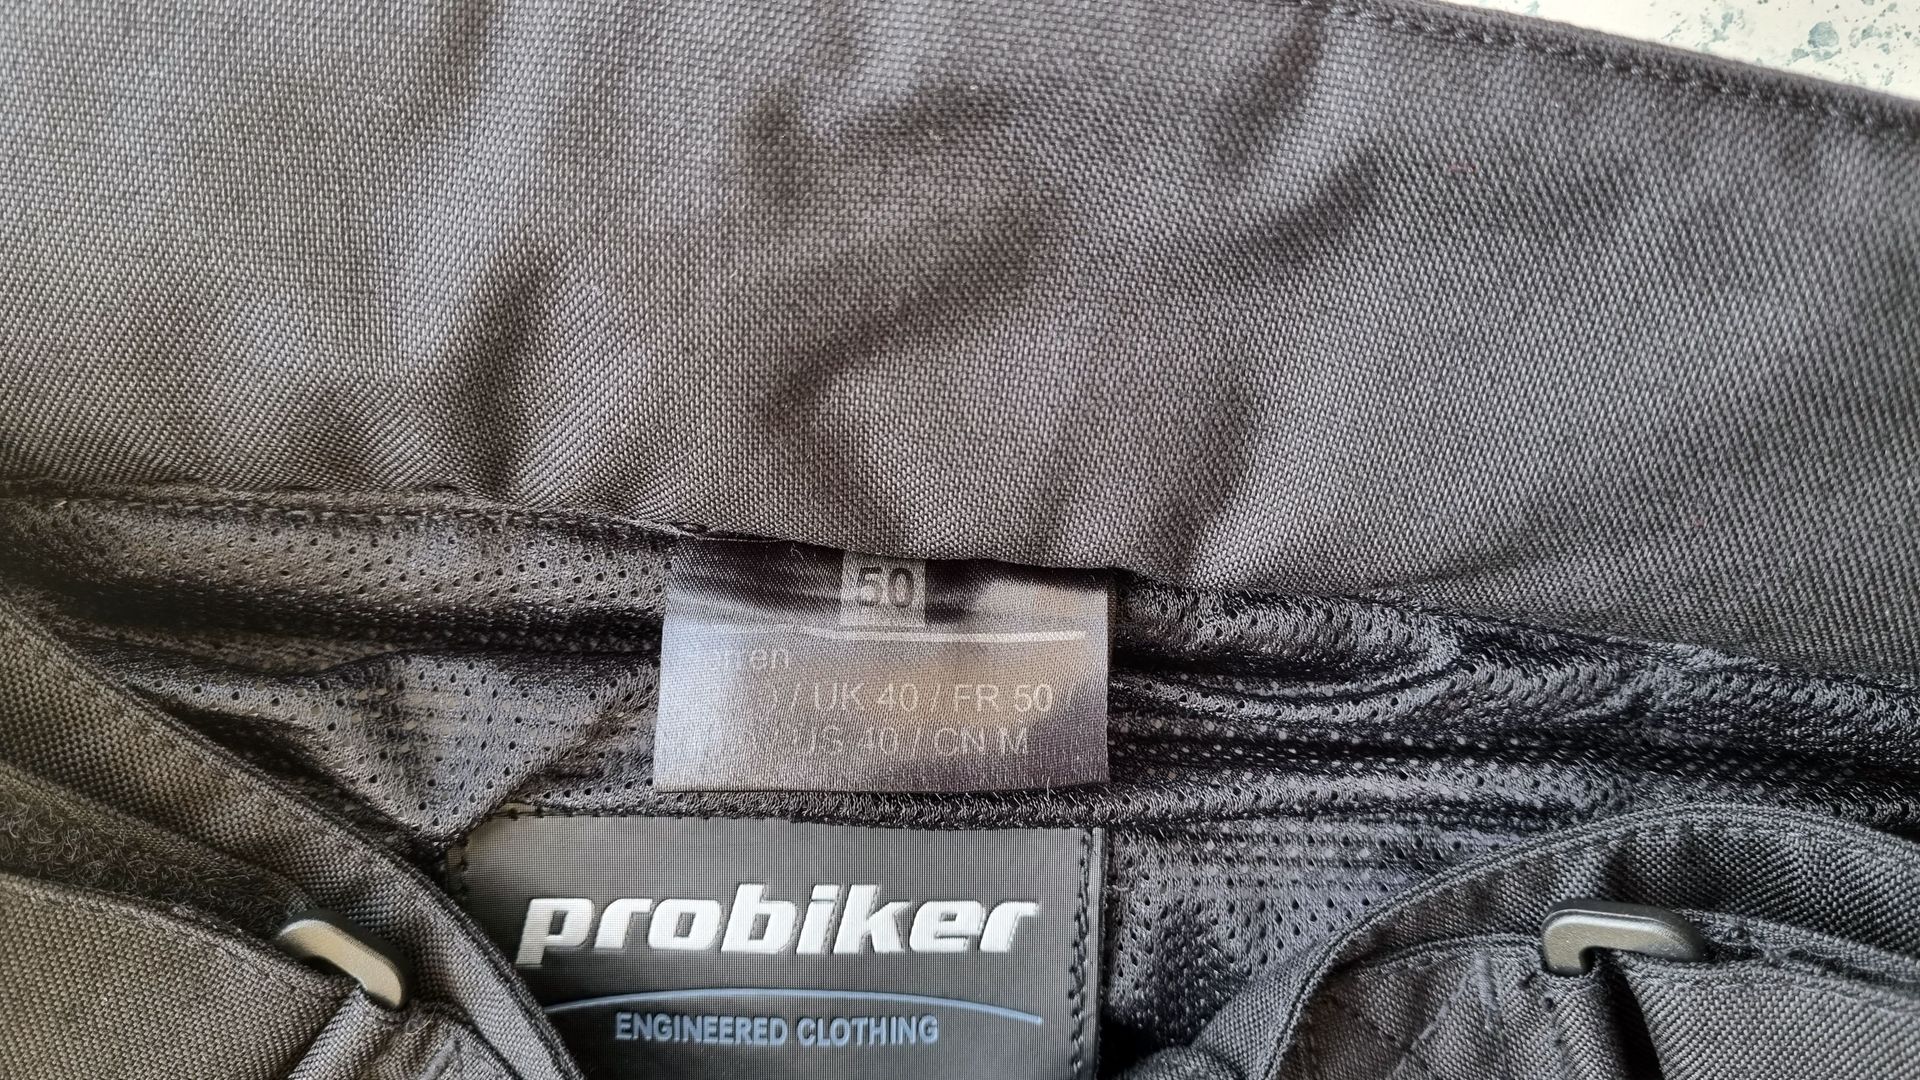 50
/ UK 40 / FR 50
/ US 40 / CN M
probiker
ENGINEERED CLOTHING